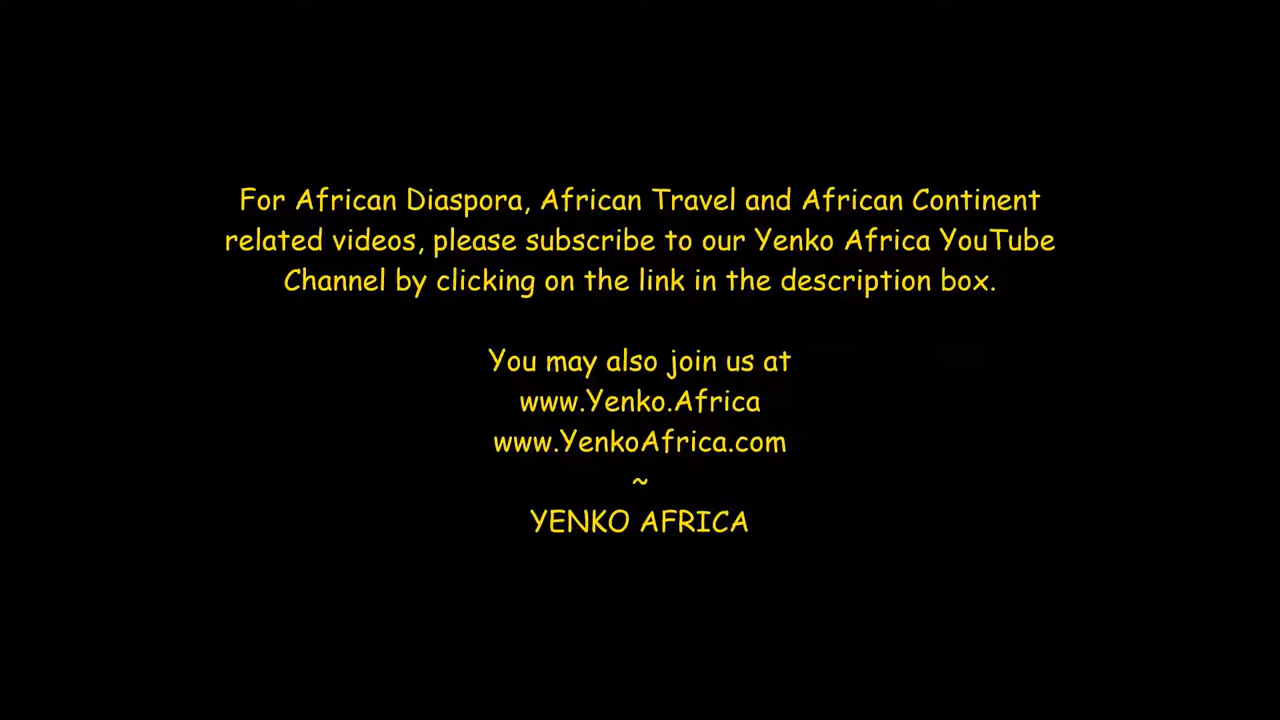 For African Diaspora, African Travel and African Continent
related videos, please subscribe to our Yenko Africa YouTube
Channel by clicking on the link in the description box.
You may also join us at
www.Yenko.Africa
www.YenkoAfrica.com
~
YENKO AFRICA